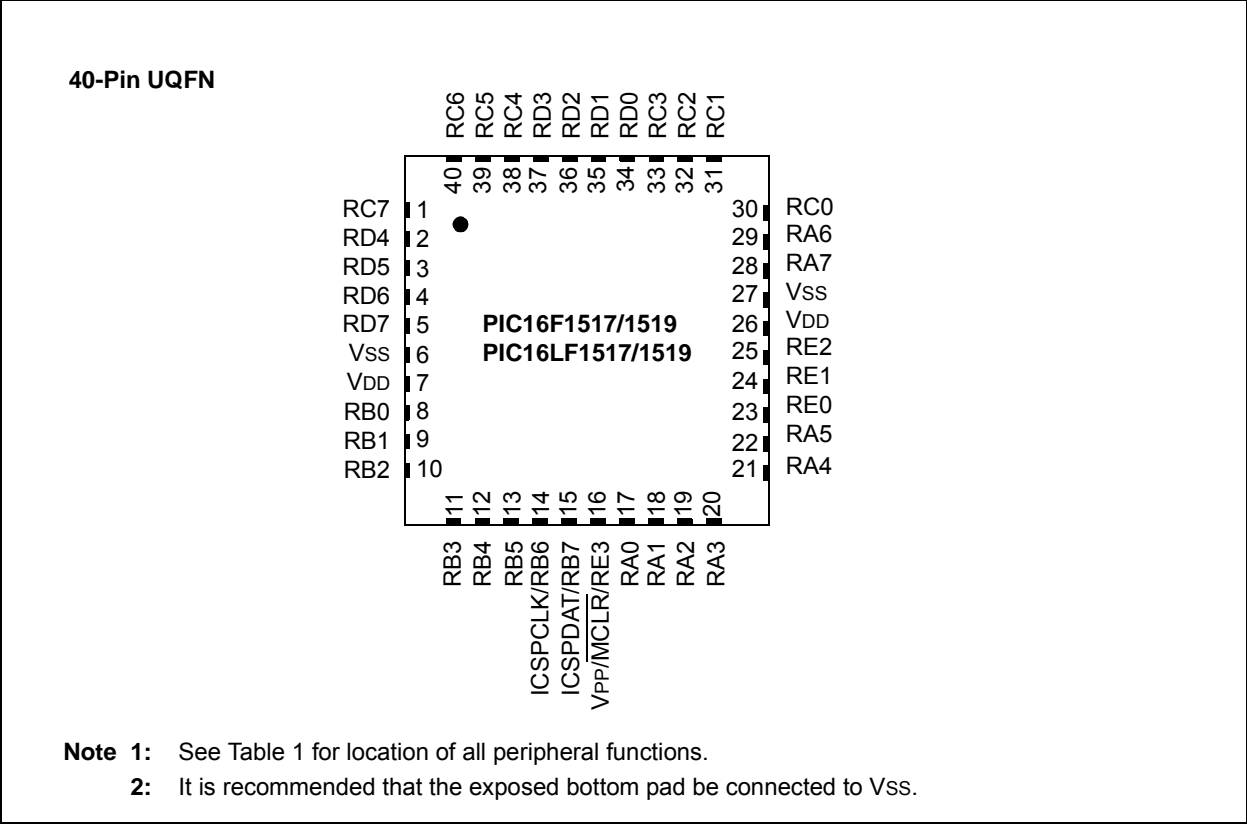 40-Pin UQFN
RC6
RC5
RC4
RD3
RD2
RD1
RD0
RC3
RC2
RC1
40
39
38
37
36
35
34
33
32
31
RC7 1
RD4 2
RD5 3
RD6 4
RD7 5
VSS 6
VDD 7
RB0 8
RB1 9
RB2 10
PIC16F1517/1519
PIC16LF1517/1519
30 RC0
29 RA6
28 RA7
27 VSS
26 VDD
25 RE2
24 RE1
23 RE0
22 RA5
21 RA4
11
12
13
14
15
16
17
18
19
20
RB3
RB4
RB5
ICSPCLK/RB6
ICSPDAT/RB7
VPP/MCLR/RE3
RA0
RA1
RA2
RA3
Note 1: See Table 1 for location of all peripheral functions.
2: It is recommended that the exposed bottom pad be connected to VSS.